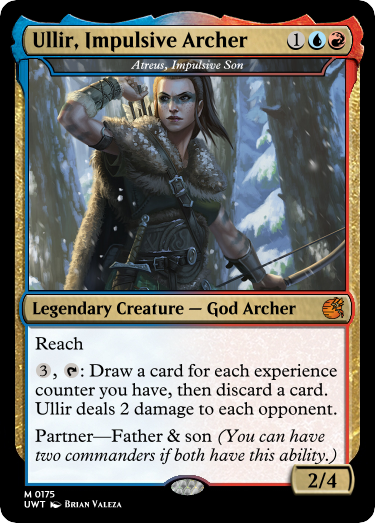 Ullir, Impulsive Archer 1
Atreus, Impulsive Son
Legendary Creature — God Archer
Reach
3, : Draw a card for each experience
counter you have, then discard a card.
Ullir deals 2 damage to each opponent.
Partner—Father & son (You can have
two commanders if both have this ability.)
2/4
M 0175
UWT Brian Valeza